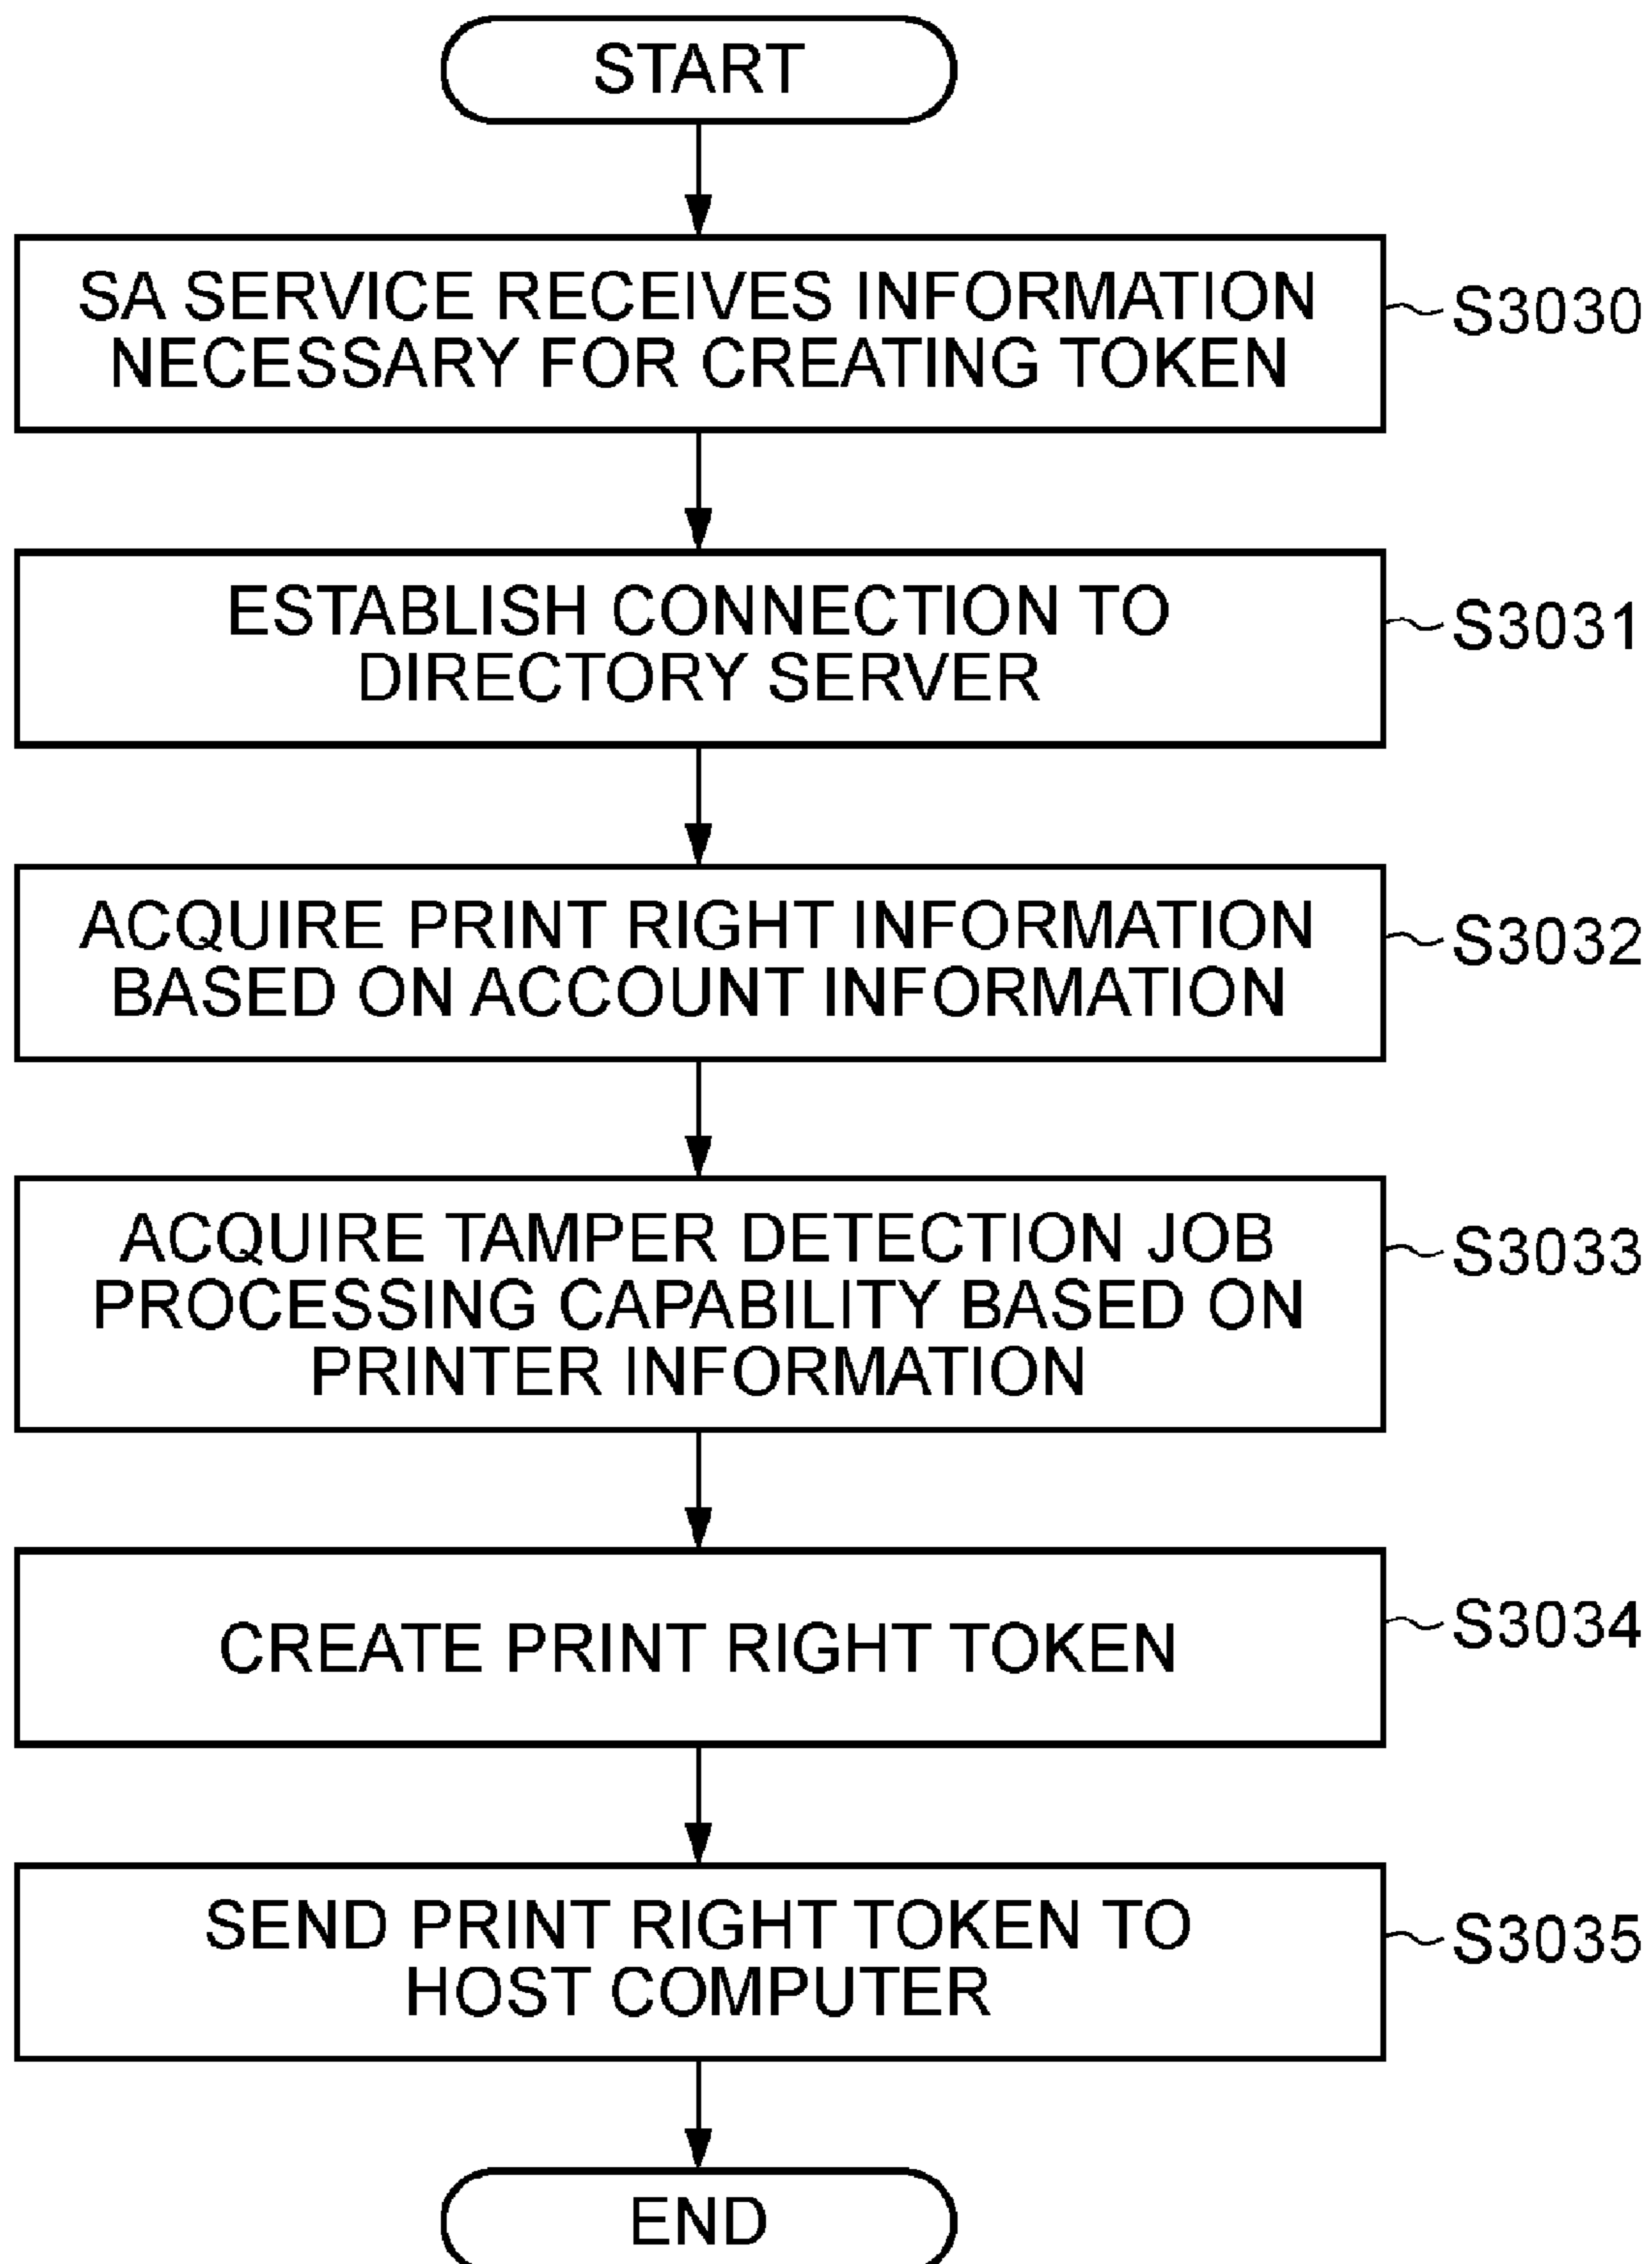 START
SA SERVICE RECEIVES INFORMATION
NECESSARY FOR CREATING TOKEN
S3030
ESTABLISH CONNECTION TO
DIRECTORY SERVER
S3031
ACQUIRE PRINT RIGHT INFORMATION
BASED ON ACCOUNT INFORMATION
S3032
ACQUIRE TAMPER DETECTION JOB
PROCESSING CAPABILITY BASED ON
PRINTER INFORMATION
S3033
CREATE PRINT RIGHT TOKEN
S3034
SEND PRINT RIGHT TOKEN TO
HOST COMPUTER
S3035
END